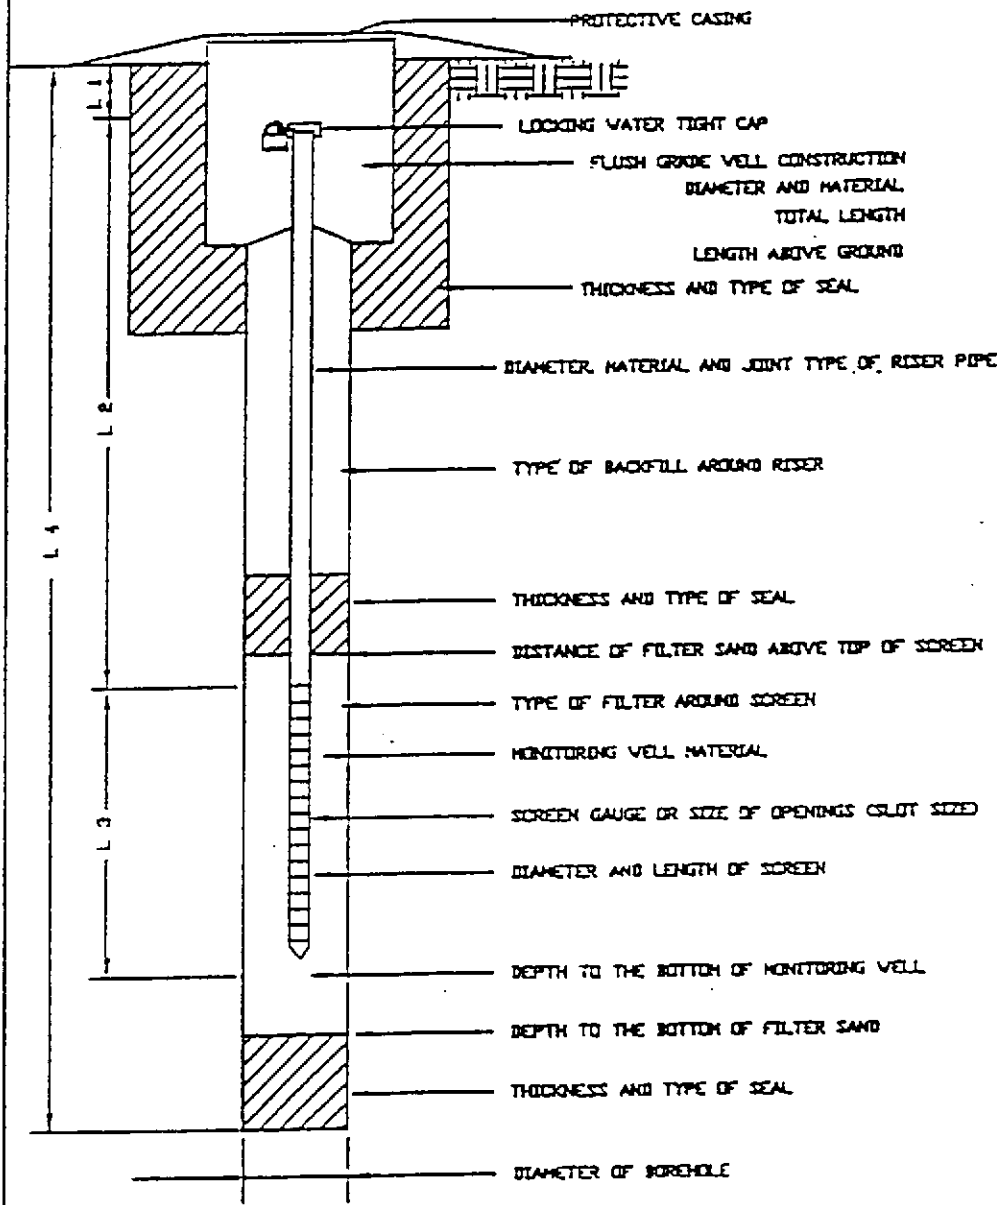 PROTECTIVE CASING
L 1
LOCKING WATER TIGHT CAP
FLUSH GRADE WELL CONSTRUCTION
DIAMETER AND MATERIAL
TOTAL LENGTH
LENGTH ABOVE GROUND
THICKNESS AND TYPE OF SEAL
DIAMETER, MATERIAL AND JOINT TYPE OF RISER PIPE
L 2
TYPE OF BACKFILL AROUND RISER
L 4
THICKNESS AND TYPE OF SEAL
DISTANCE OF FILTER SAND ABOVE TOP OF SCREEN
TYPE OF FILTER AROUND SCREEN
MONITORING WELL MATERIAL
SCREEN GAUGE OR SIZE OF OPENINGS (SLOT SIZE)
L 3
DIAMETER AND LENGTH OF SCREEN
DEPTH TO THE BOTTOM OF MONITORING WELL
DEPTH TO THE BOTTOM OF FILTER SAND
THICKNESS AND TYPE OF SEAL
DIAMETER OF BOREHOLE